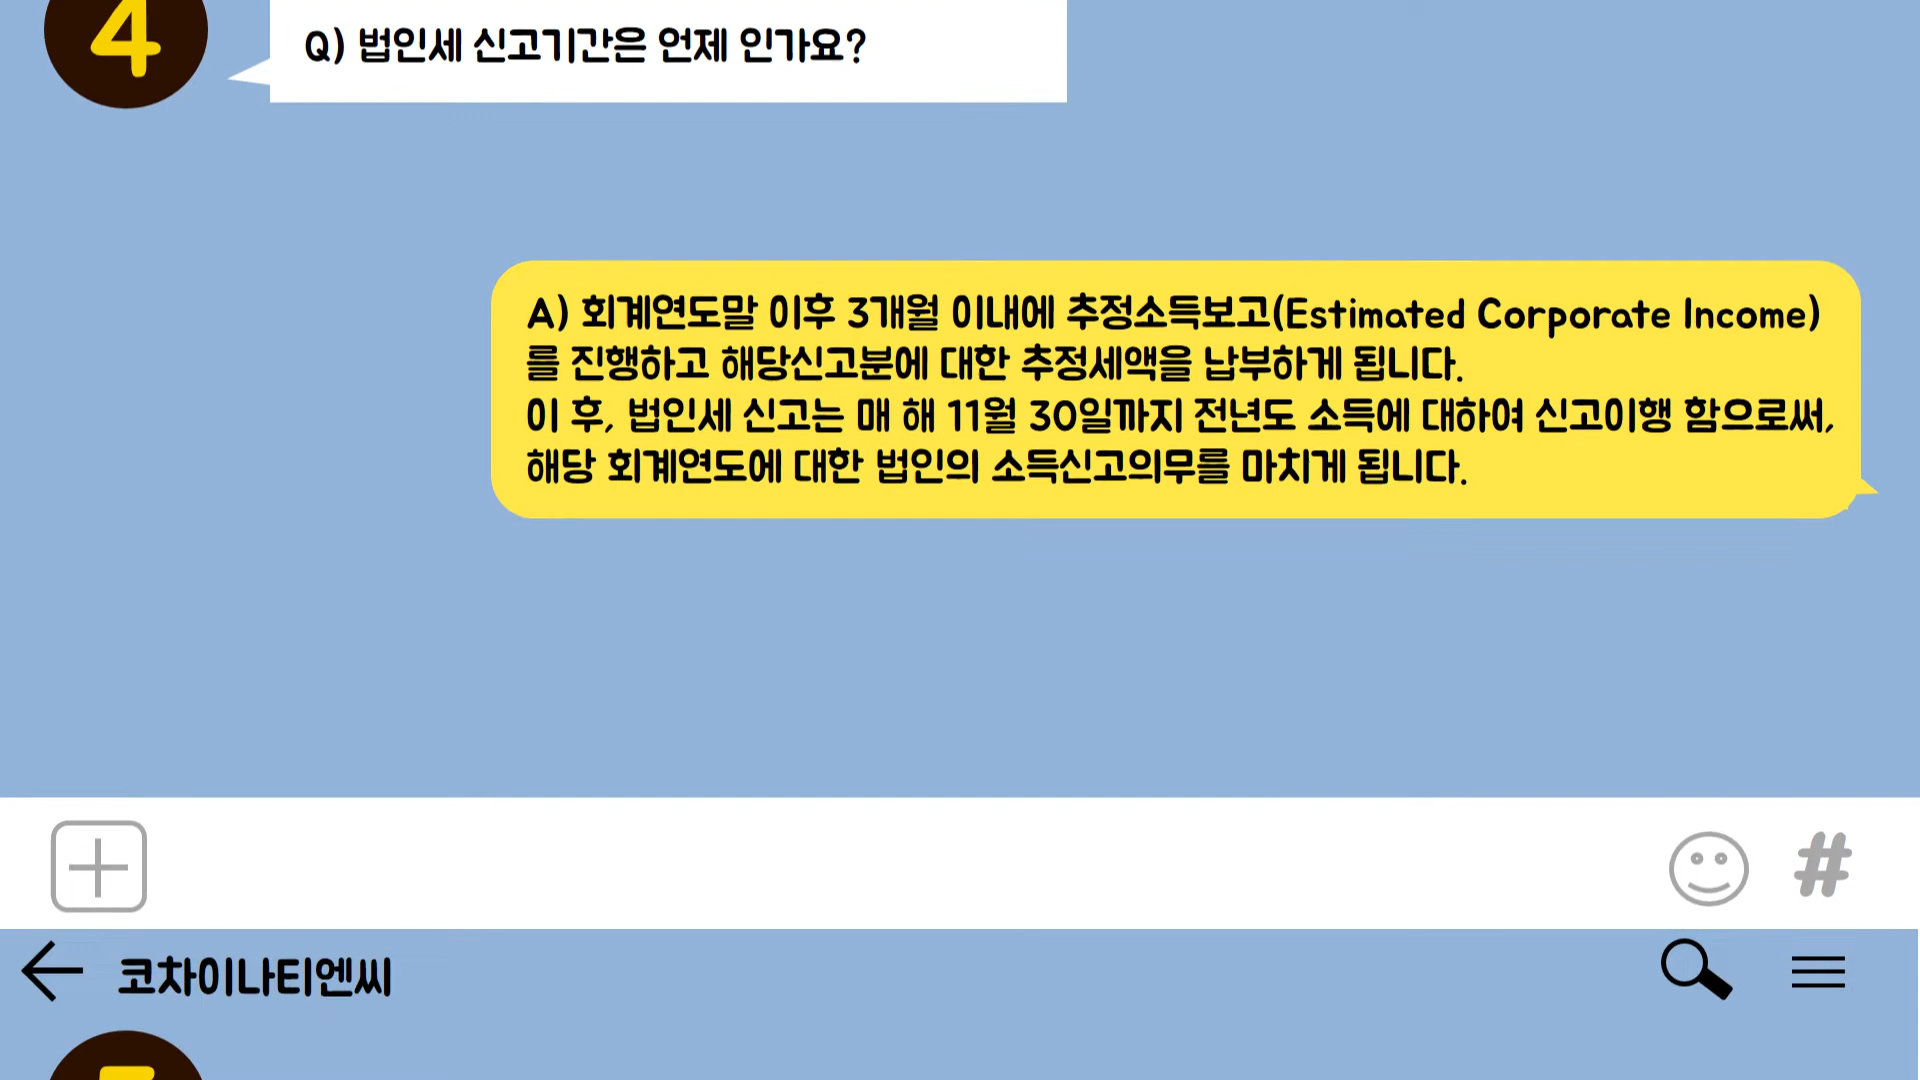 4
Q) 법인세 신고기간은 언제 인가요?
A) 회계연도말 이후 3개월 이내에 추정소득보고(Estimated Corporate Income)
를 진행하고 해당신고분에 대한 추정세액을 납부하게 됩니다.
이 후, 법인세 신고는 매 해 11월 30일까지 전년도 소득에 대하여 신고이행 함으로써,
해당 회계연도에 대한 법인의 소득신고의무를 마치게 됩니다.
#
코차이나티엔씨